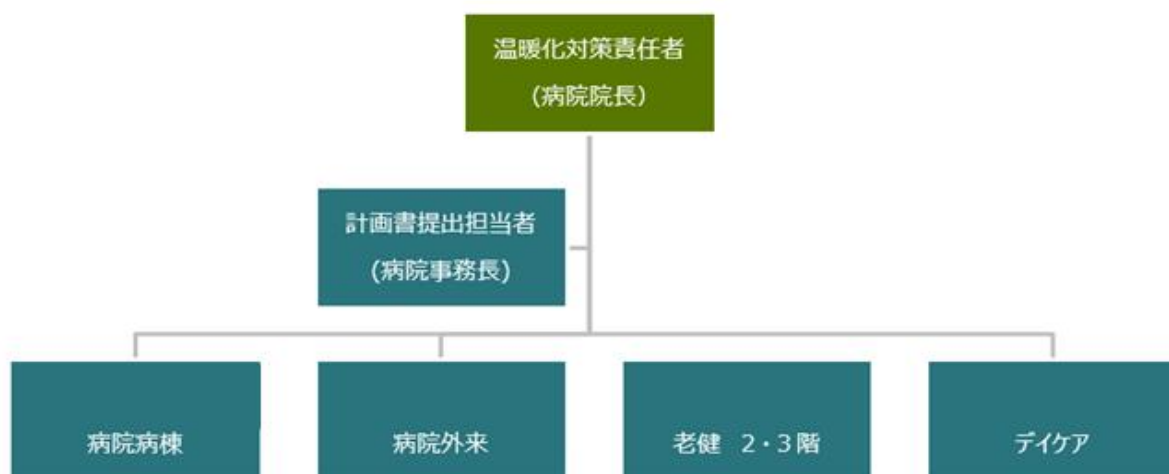 温暖化対策責任者
(病院院長)
計画書提出担当者
(病院事務長)
病院病棟
病院外来
老健 2・3階
デイケア